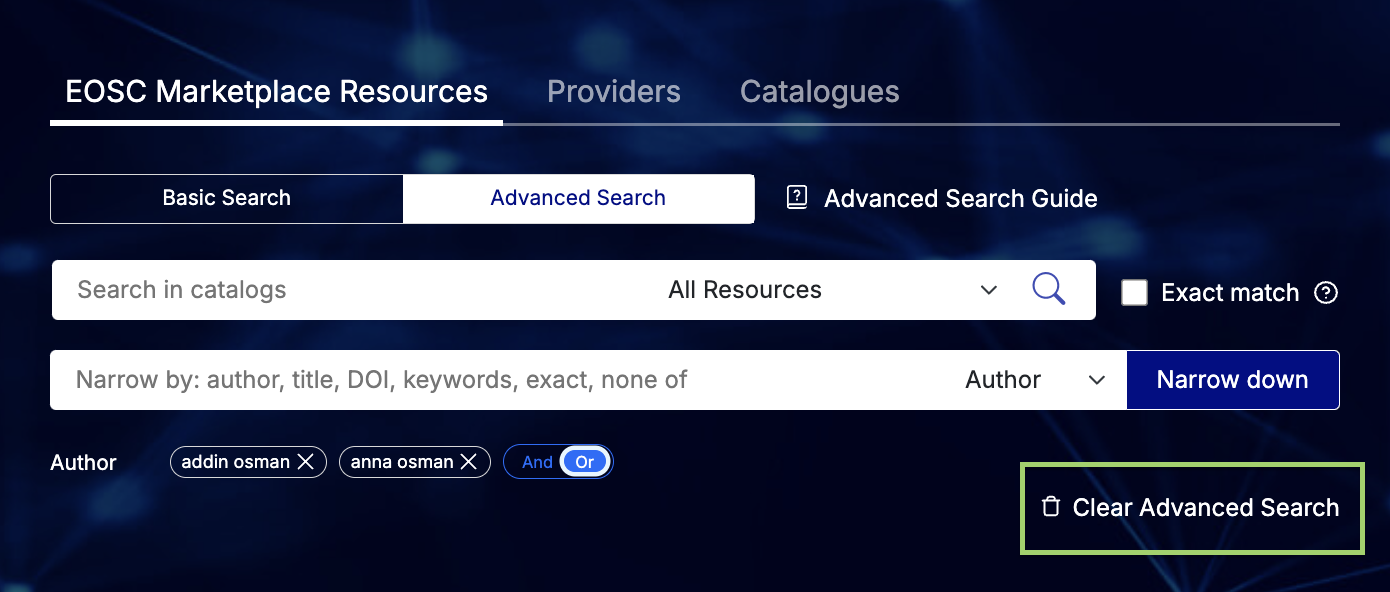 EOSC Marketplace Resources Providers Catalogues
Basic Search Advanced Search Advanced Search Guide
Search in catalogs All Resources Exact match
Narrow by: author, title, DOI, keywords, exact, none of Author Narrow down
Author addin osman anna osman And Or
Clear Advanced Search